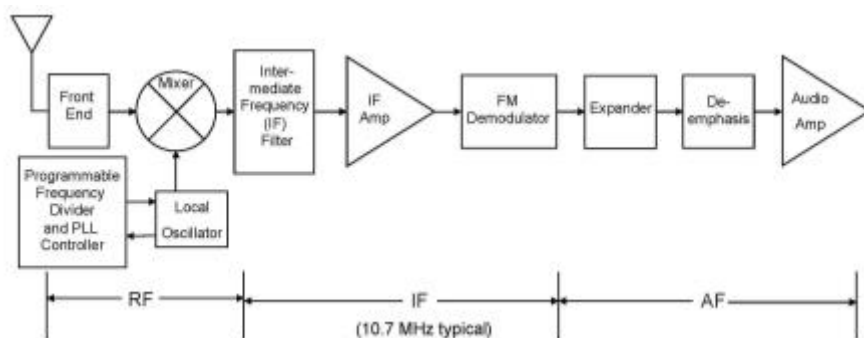 Front
End
Mixer
Inter-
mediate
Frequency
(IF)
Filter
IF
Amp
FM
Demodulator
Expander
De-
emphasis
Audio
Amp
Programmable
Frequency
Divider
and PLL
Controller
Local
Oscillator
RF
IF
(10.7 MHz typical)
AF